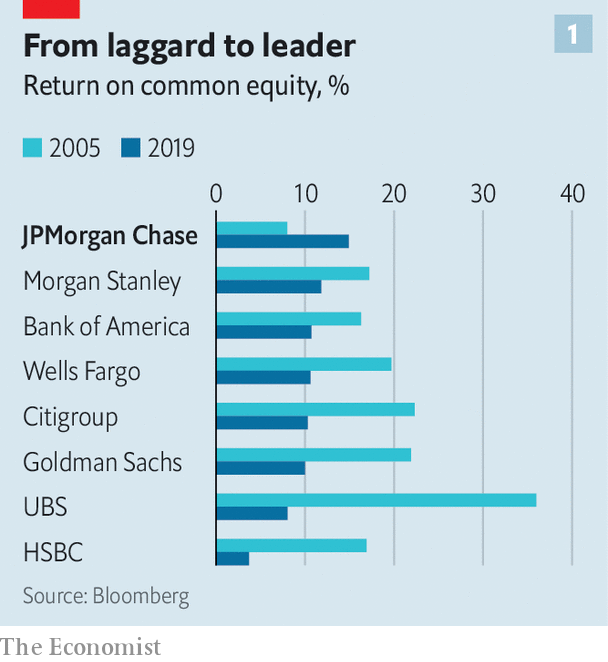 1
From laggard to leader
Return on common equity, %
2005 2019
0 10 20 30 40
JPMorgan Chase
Morgan Stanley
Bank of America
Wells Fargo
Citigroup
Goldman Sachs
UBS
HSBC
Source: Bloomberg
The Economist